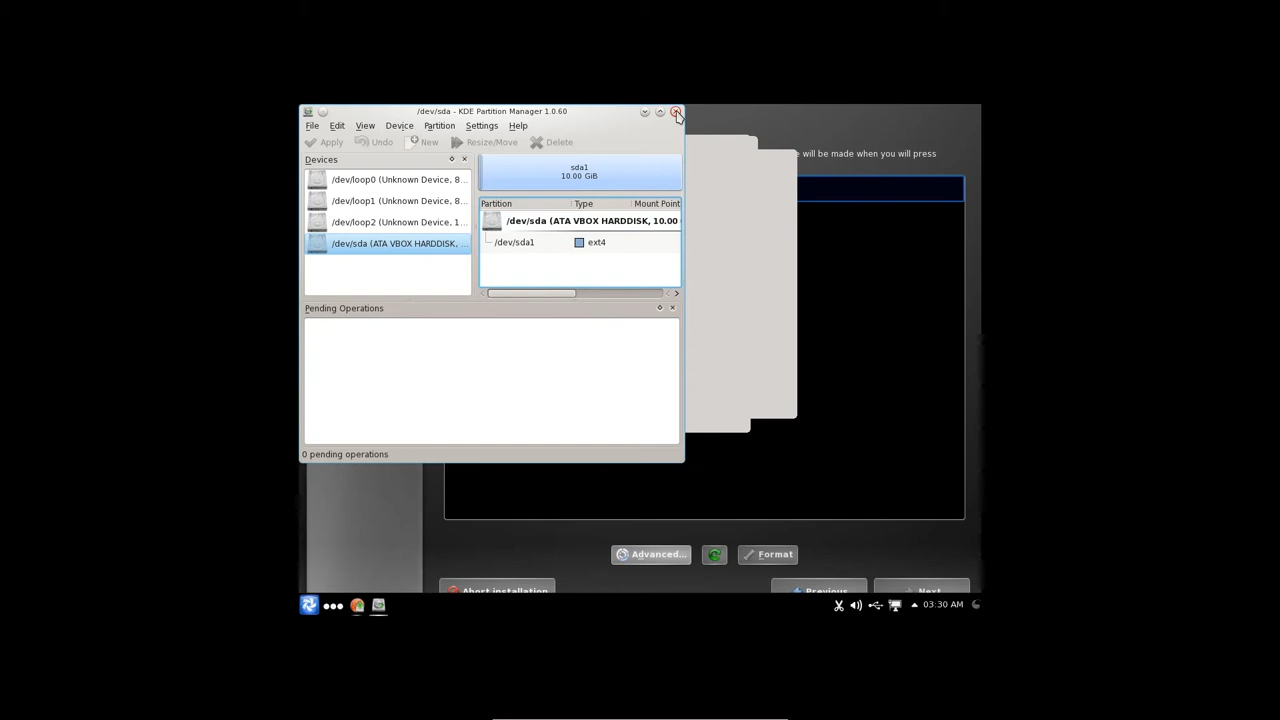 /dev/sda - KDE Partition Manager 1.0.60
File Edit View Device Partition Settings Help
Apply Undo New Resize/Move Delete
Devices
/dev/loop0 (Unknown Device, 8...
/dev/loop1 (Unknown Device, 8...
/dev/loop2 (Unknown Device, 1...
/dev/sda (ATA VBOX HARDDISK, ...
sda1
10.00 GiB
Partition Type Mount Point
/dev/sda (ATA VBOX HARDDISK, 10.00
/dev/sda1 ext4
Pending Operations
0 pending operations
e will be made when you will press
Advanced... Format
Abort installation Previous Next
03:30 AM